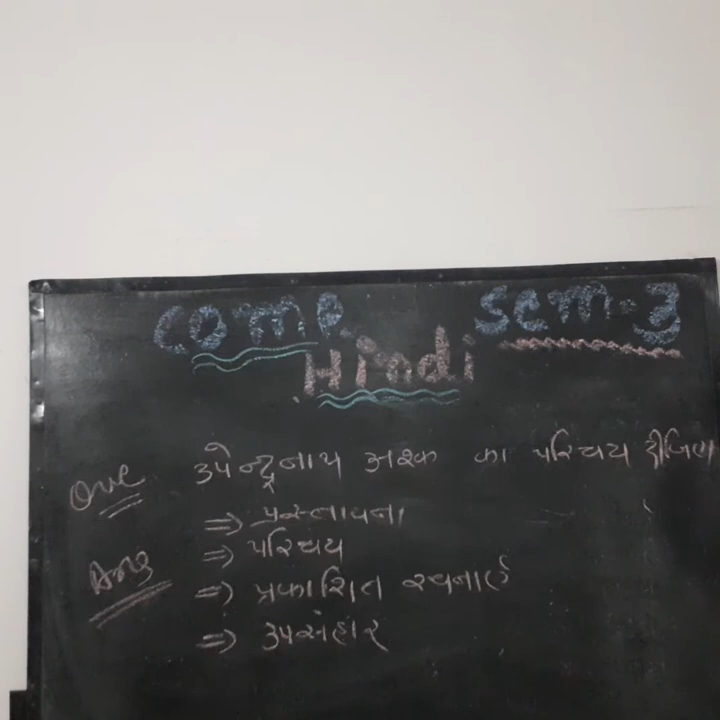 comp. Sem-3
Hindi
Que उपेन्द्रनाथ अश्क का परिचय दीजिए
⇒ प्रस्तावना
Ans ⇒ परिचय
⇒ प्रकाशित रचनाएँ
⇒ उपसंहार